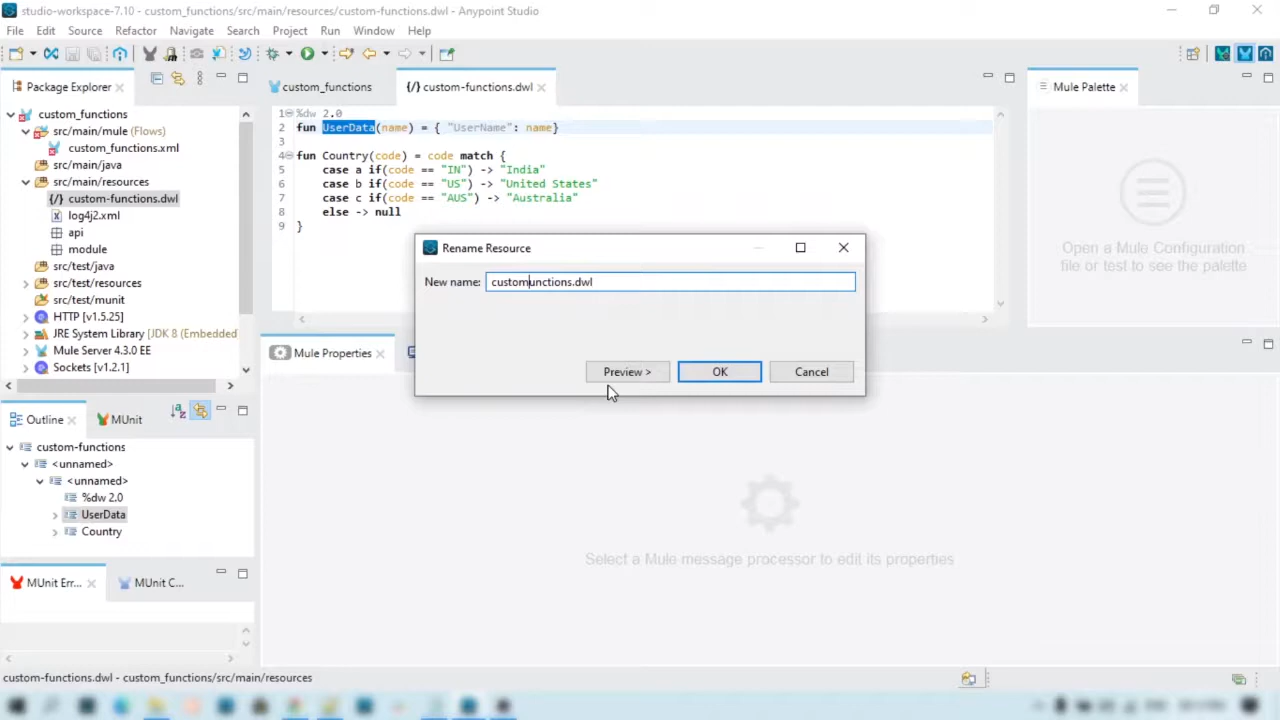 studio-workspace-7.10 - custom_functions/src/main/resources/custom-functions.dwl - Anypoint Studio
File Edit Source Refactor Navigate Search Project Run Window Help
Package Explorer
custom_functions
src/main/mule (Flows)
custom_functions.xml
src/main/java
src/main/resources
{/} custom-functions.dwl
log4j2.xml
api
module
src/test/java
src/test/resources
src/test/munit
HTTP [v1.5.25]
JRE System Library [JDK 8 (Embedded
Mule Server 4.3.0 EE
Sockets [v1.2.1]
custom_functions
{/} custom-functions.dwl
1 %dw 2.0
2 fun UserData(name) = { "UserName": name}
3
4 fun Country(code) = code match {
5 case a if(code == "IN") -> "India"
6 case b if(code == "US") -> "United States"
7 case c if(code == "AUS") -> "Australia"
8 else -> null
9 }
Mule Palette
Open a Mule Configuration
file or test to see the palette
Rename Resource
New name: customunctions.dwl
Preview > OK Cancel
Mule Properties
Select a Mule message processor to edit its properties
Outline
MUnit
custom-functions
<unnamed>
<unnamed>
%dw 2.0
UserData
Country
MUnit Err...
MUnit C...
custom-functions.dwl - custom_functions/src/main/resources